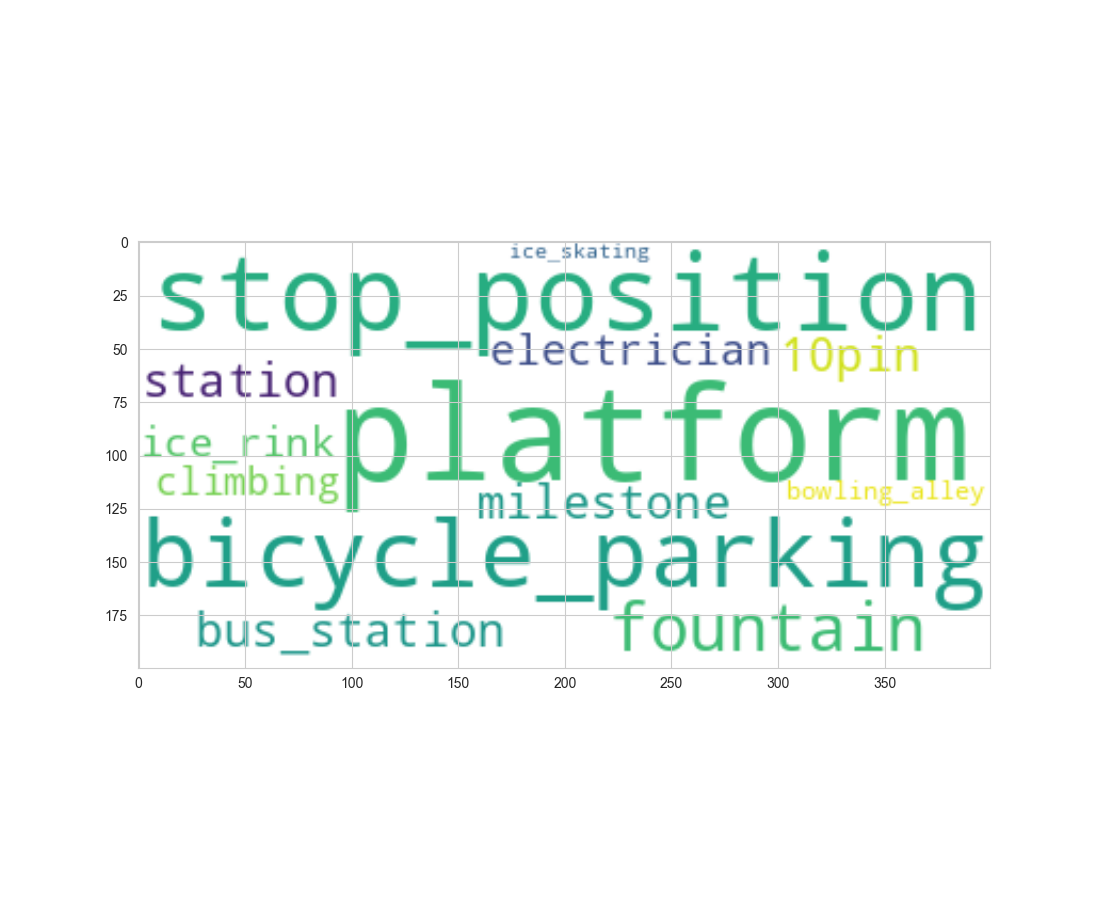 0
ice_skating
stop_position
25
50
electrician
10pin
station
75
platform
ice_rink
100
climbing
bowling_alley
milestone
125
bicycle_parking
150
175
bus_station
fountain
0 50 100 150 200 250 300 350